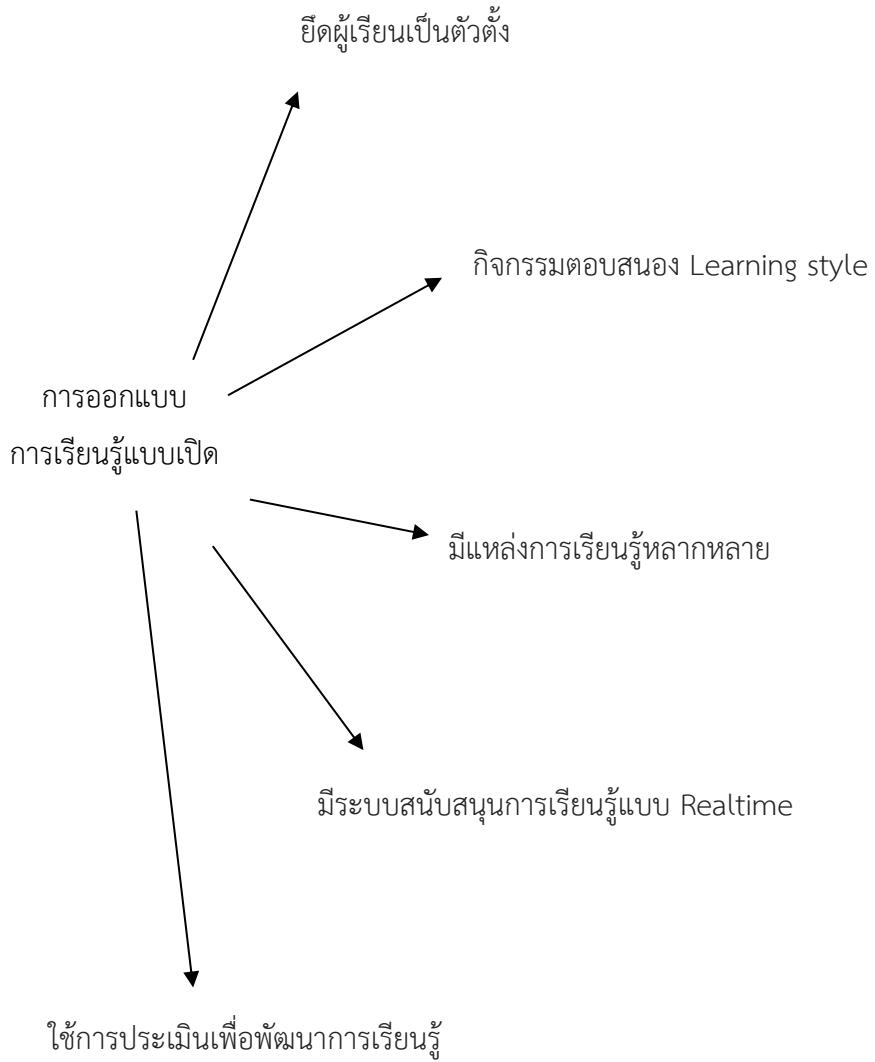 ยึดผู้เรียนเป็นตัวตั้ง
กิจกรรมตอบสนอง Learning style
การออกแบบ
การเรียนรู้แบบเปิด
มีแหล่งการเรียนรู้หลากหลาย
มีระบบสนับสนุนการเรียนรู้แบบ Realtime
ใช้การประเมินเพื่อพัฒนาการเรียนรู้